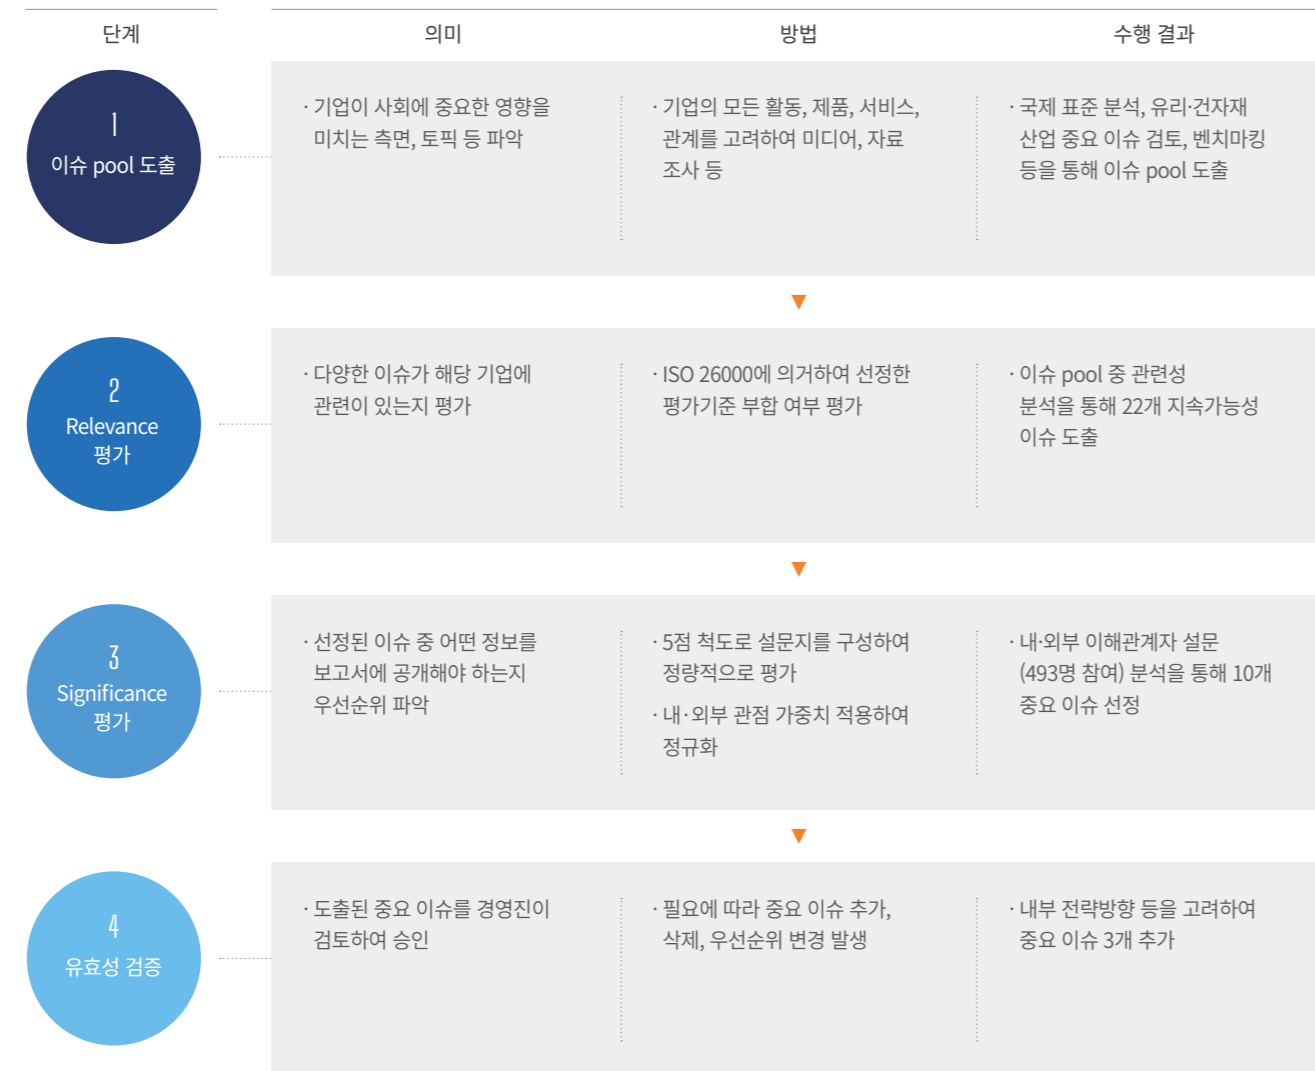 단계
의미
방법
수행 결과
1
이슈 pool 도출
· 기업이 사회에 중요한 영향을
미치는 측면, 토픽 등 파악
· 기업의 모든 활동, 제품, 서비스,
관계를 고려하여 미디어, 자료
조사 등
· 국제 표준 분석, 유리·건자재
산업 중요 이슈 검토, 벤치마킹
등을 통해 이슈 pool 도출
2
Relevance
평가
· 다양한 이슈가 해당 기업에
관련이 있는지 평가
· ISO 26000에 의거하여 선정한
평가기준 부합 여부 평가
· 이슈 pool 중 관련성
분석을 통해 22개 지속가능성
이슈 도출
3
Significance
평가
· 선정된 이슈 중 어떤 정보를
보고서에 공개해야 하는지
우선순위 파악
· 5점 척도로 설문지를 구성하여
정량적으로 평가
· 내·외부 관점 가중치 적용하여
정규화
· 내·외부 이해관계자 설문
(493명 참여) 분석을 통해 10개
중요 이슈 선정
4
유효성 검증
· 도출된 중요 이슈를 경영진이
검토하여 승인
· 필요에 따라 중요 이슈 추가,
삭제, 우선순위 변경 발생
· 내부 전략방향 등을 고려하여
중요 이슈 3개 추가